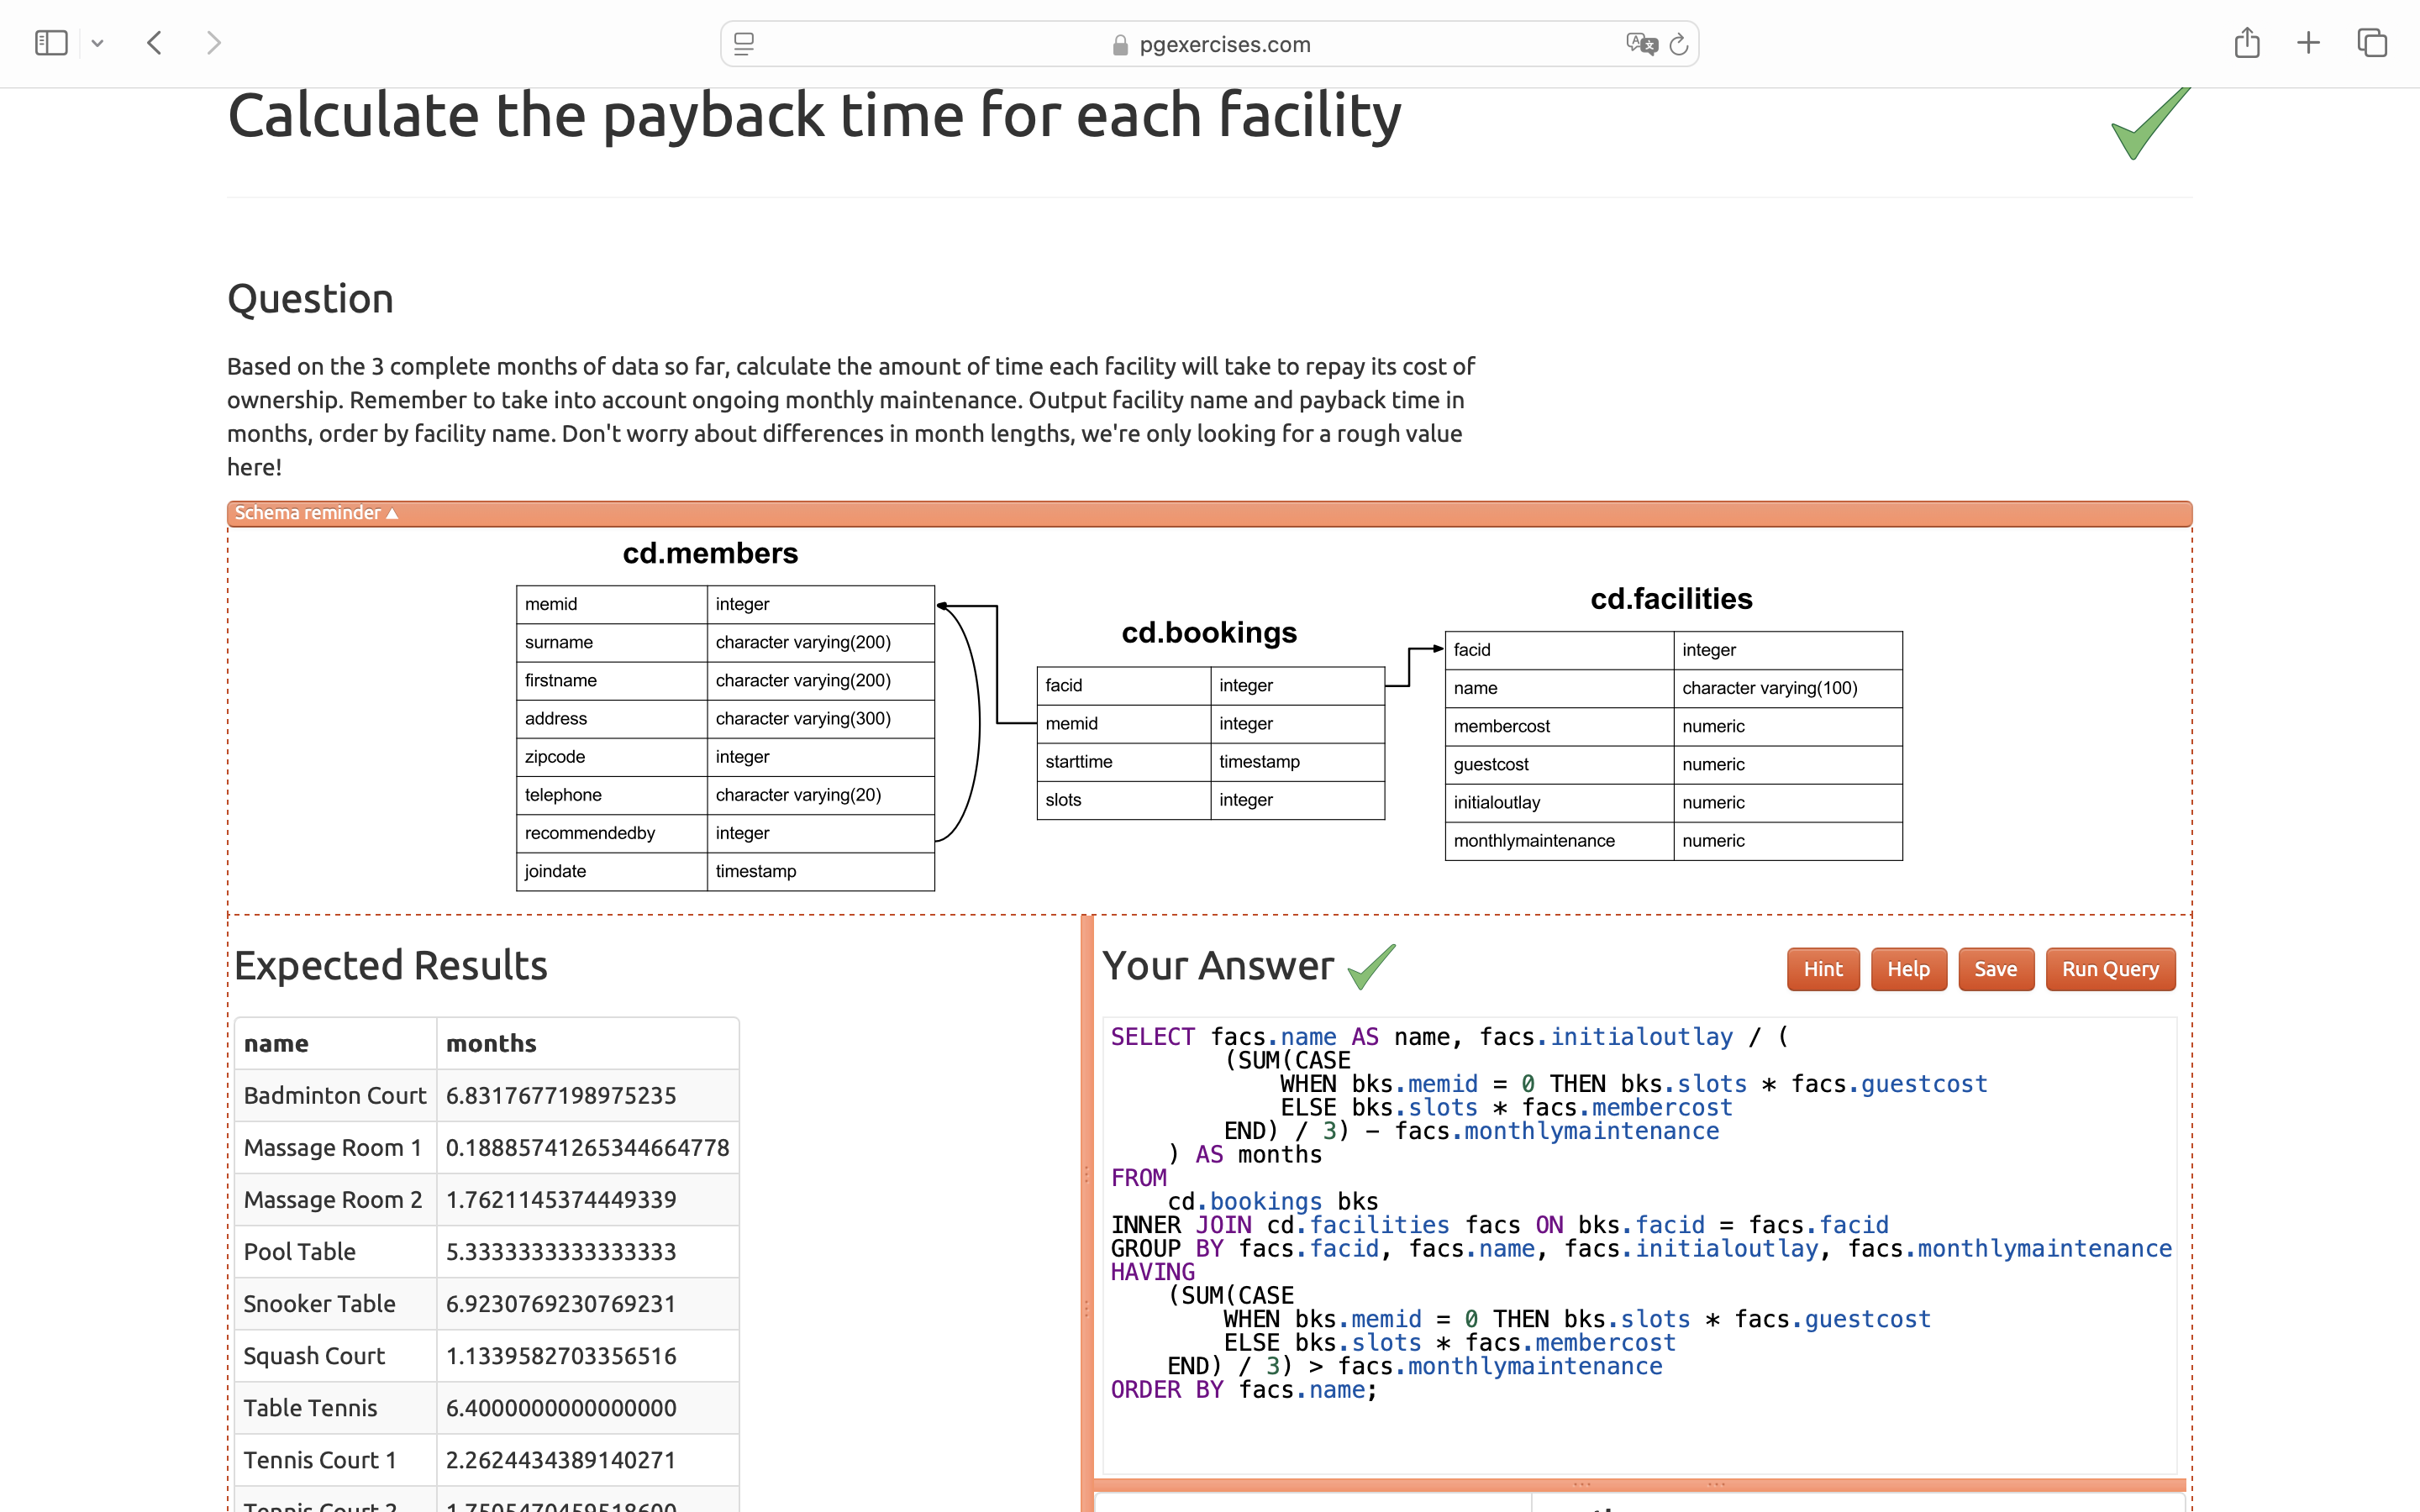 pgexercises.com
Calculate the payback time for each facility
Question
Based on the 3 complete months of data so far, calculate the amount of time each facility will take to repay its cost of
ownership. Remember to take into account ongoing monthly maintenance. Output facility name and payback time in
months, order by facility name. Don't worry about differences in month lengths, we're only looking for a rough value
here!
Schema reminder ▲
cd.members
memid integer
surname character varying(200)
firstname character varying(200)
address character varying(300)
zipcode integer
telephone character varying(20)
recommendedby integer
joindate timestamp
cd.bookings
facid integer
memid integer
starttime timestamp
slots integer
cd.facilities
facid integer
name character varying(100)
membercost numeric
guestcost numeric
initialoutlay numeric
monthlymaintenance numeric
Expected Results
name months
Badminton Court 6.8317677198975235
Massage Room 1 0.18885741265344664778
Massage Room 2 1.7621145374449339
Pool Table 5.3333333333333333
Snooker Table 6.9230769230769231
Squash Court 1.1339582703356516
Table Tennis 6.4000000000000000
Tennis Court 1 2.2624434389140271
Tennis Court 2 1.7505470459518600
Your Answer
Hint Help Save Run Query
SELECT facs.name AS name, facs.initialoutlay / (
        (SUM(CASE
            WHEN bks.memid = 0 THEN bks.slots * facs.guestcost
            ELSE bks.slots * facs.membercost
        END) / 3) - facs.monthlymaintenance
    ) AS months
FROM
    cd.bookings bks
INNER JOIN cd.facilities facs ON bks.facid = facs.facid
GROUP BY facs.facid, facs.name, facs.initialoutlay, facs.monthlymaintenance
HAVING
    (SUM(CASE
        WHEN bks.memid = 0 THEN bks.slots * facs.guestcost
        ELSE bks.slots * facs.membercost
    END) / 3) > facs.monthlymaintenance
ORDER BY facs.name;